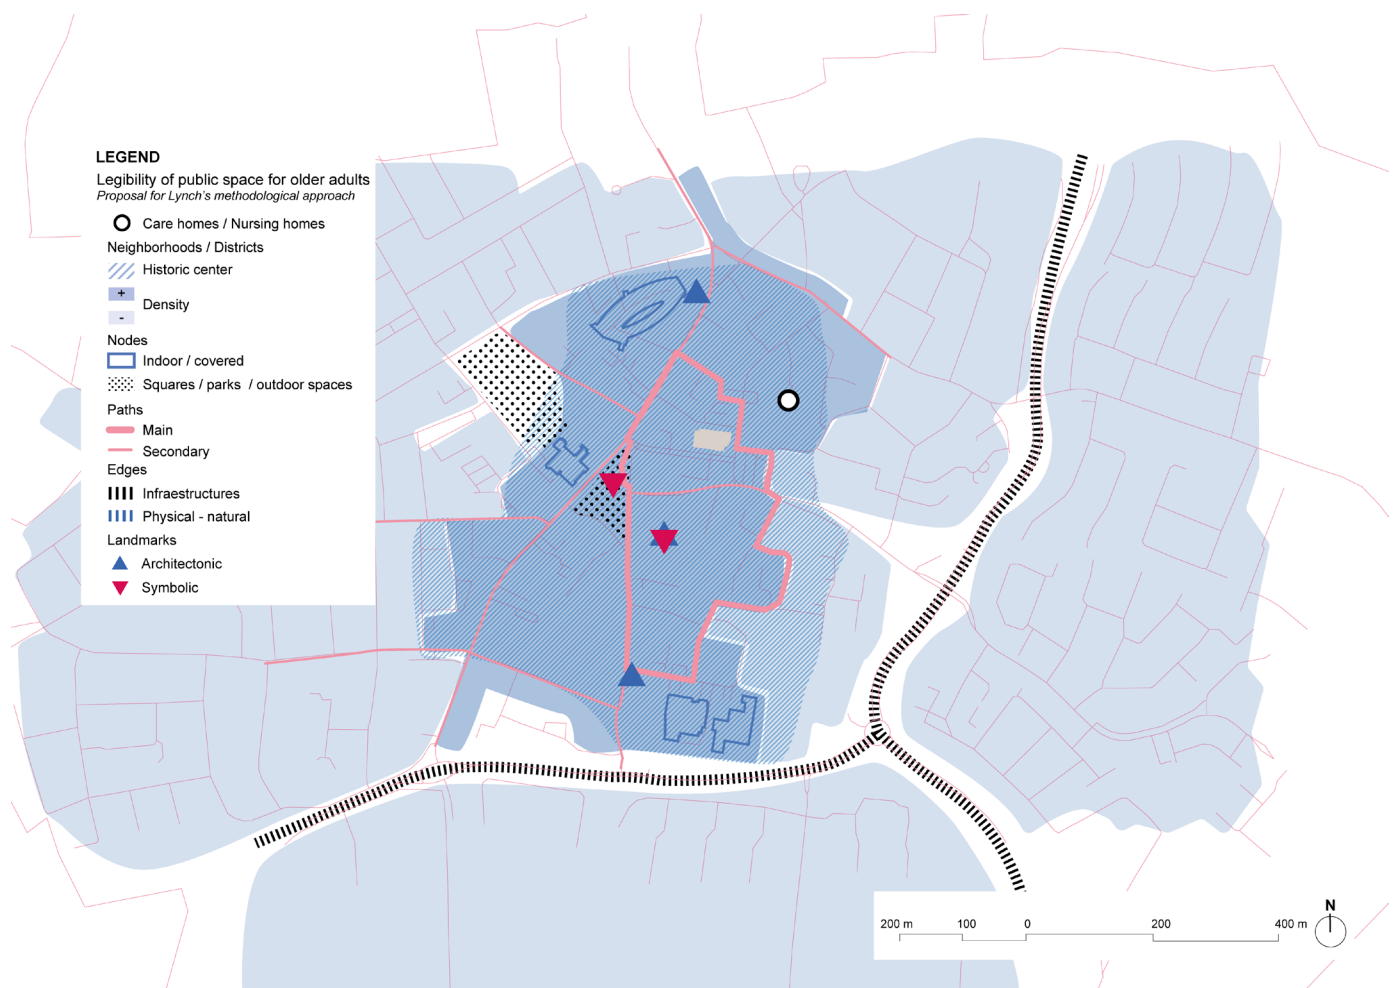 LEGEND
Legibility of public space for older adults
Proposal for Lynch's methodological approach
Care homes / Nursing homes
Neighborhoods / Districts
Historic center
+
Density
-
Nodes
Indoor / covered
Squares / parks / outdoor spaces
Paths
Main
Secondary
Edges
Infraestructures
Physical - natural
Landmarks
Architectonic
Symbolic
N
200 m 100 0 200 400 m